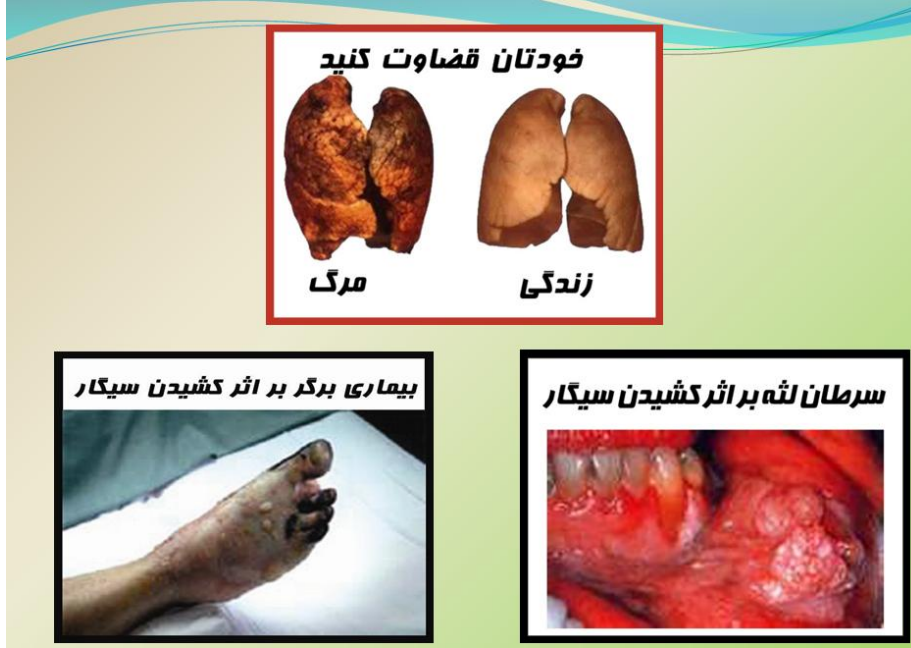 خودتان قضاوت کنید
زندگی
مرگ
سرطان لثه بر اثر کشیدن سیگار
بیماری برگر بر اثر کشیدن سیگار